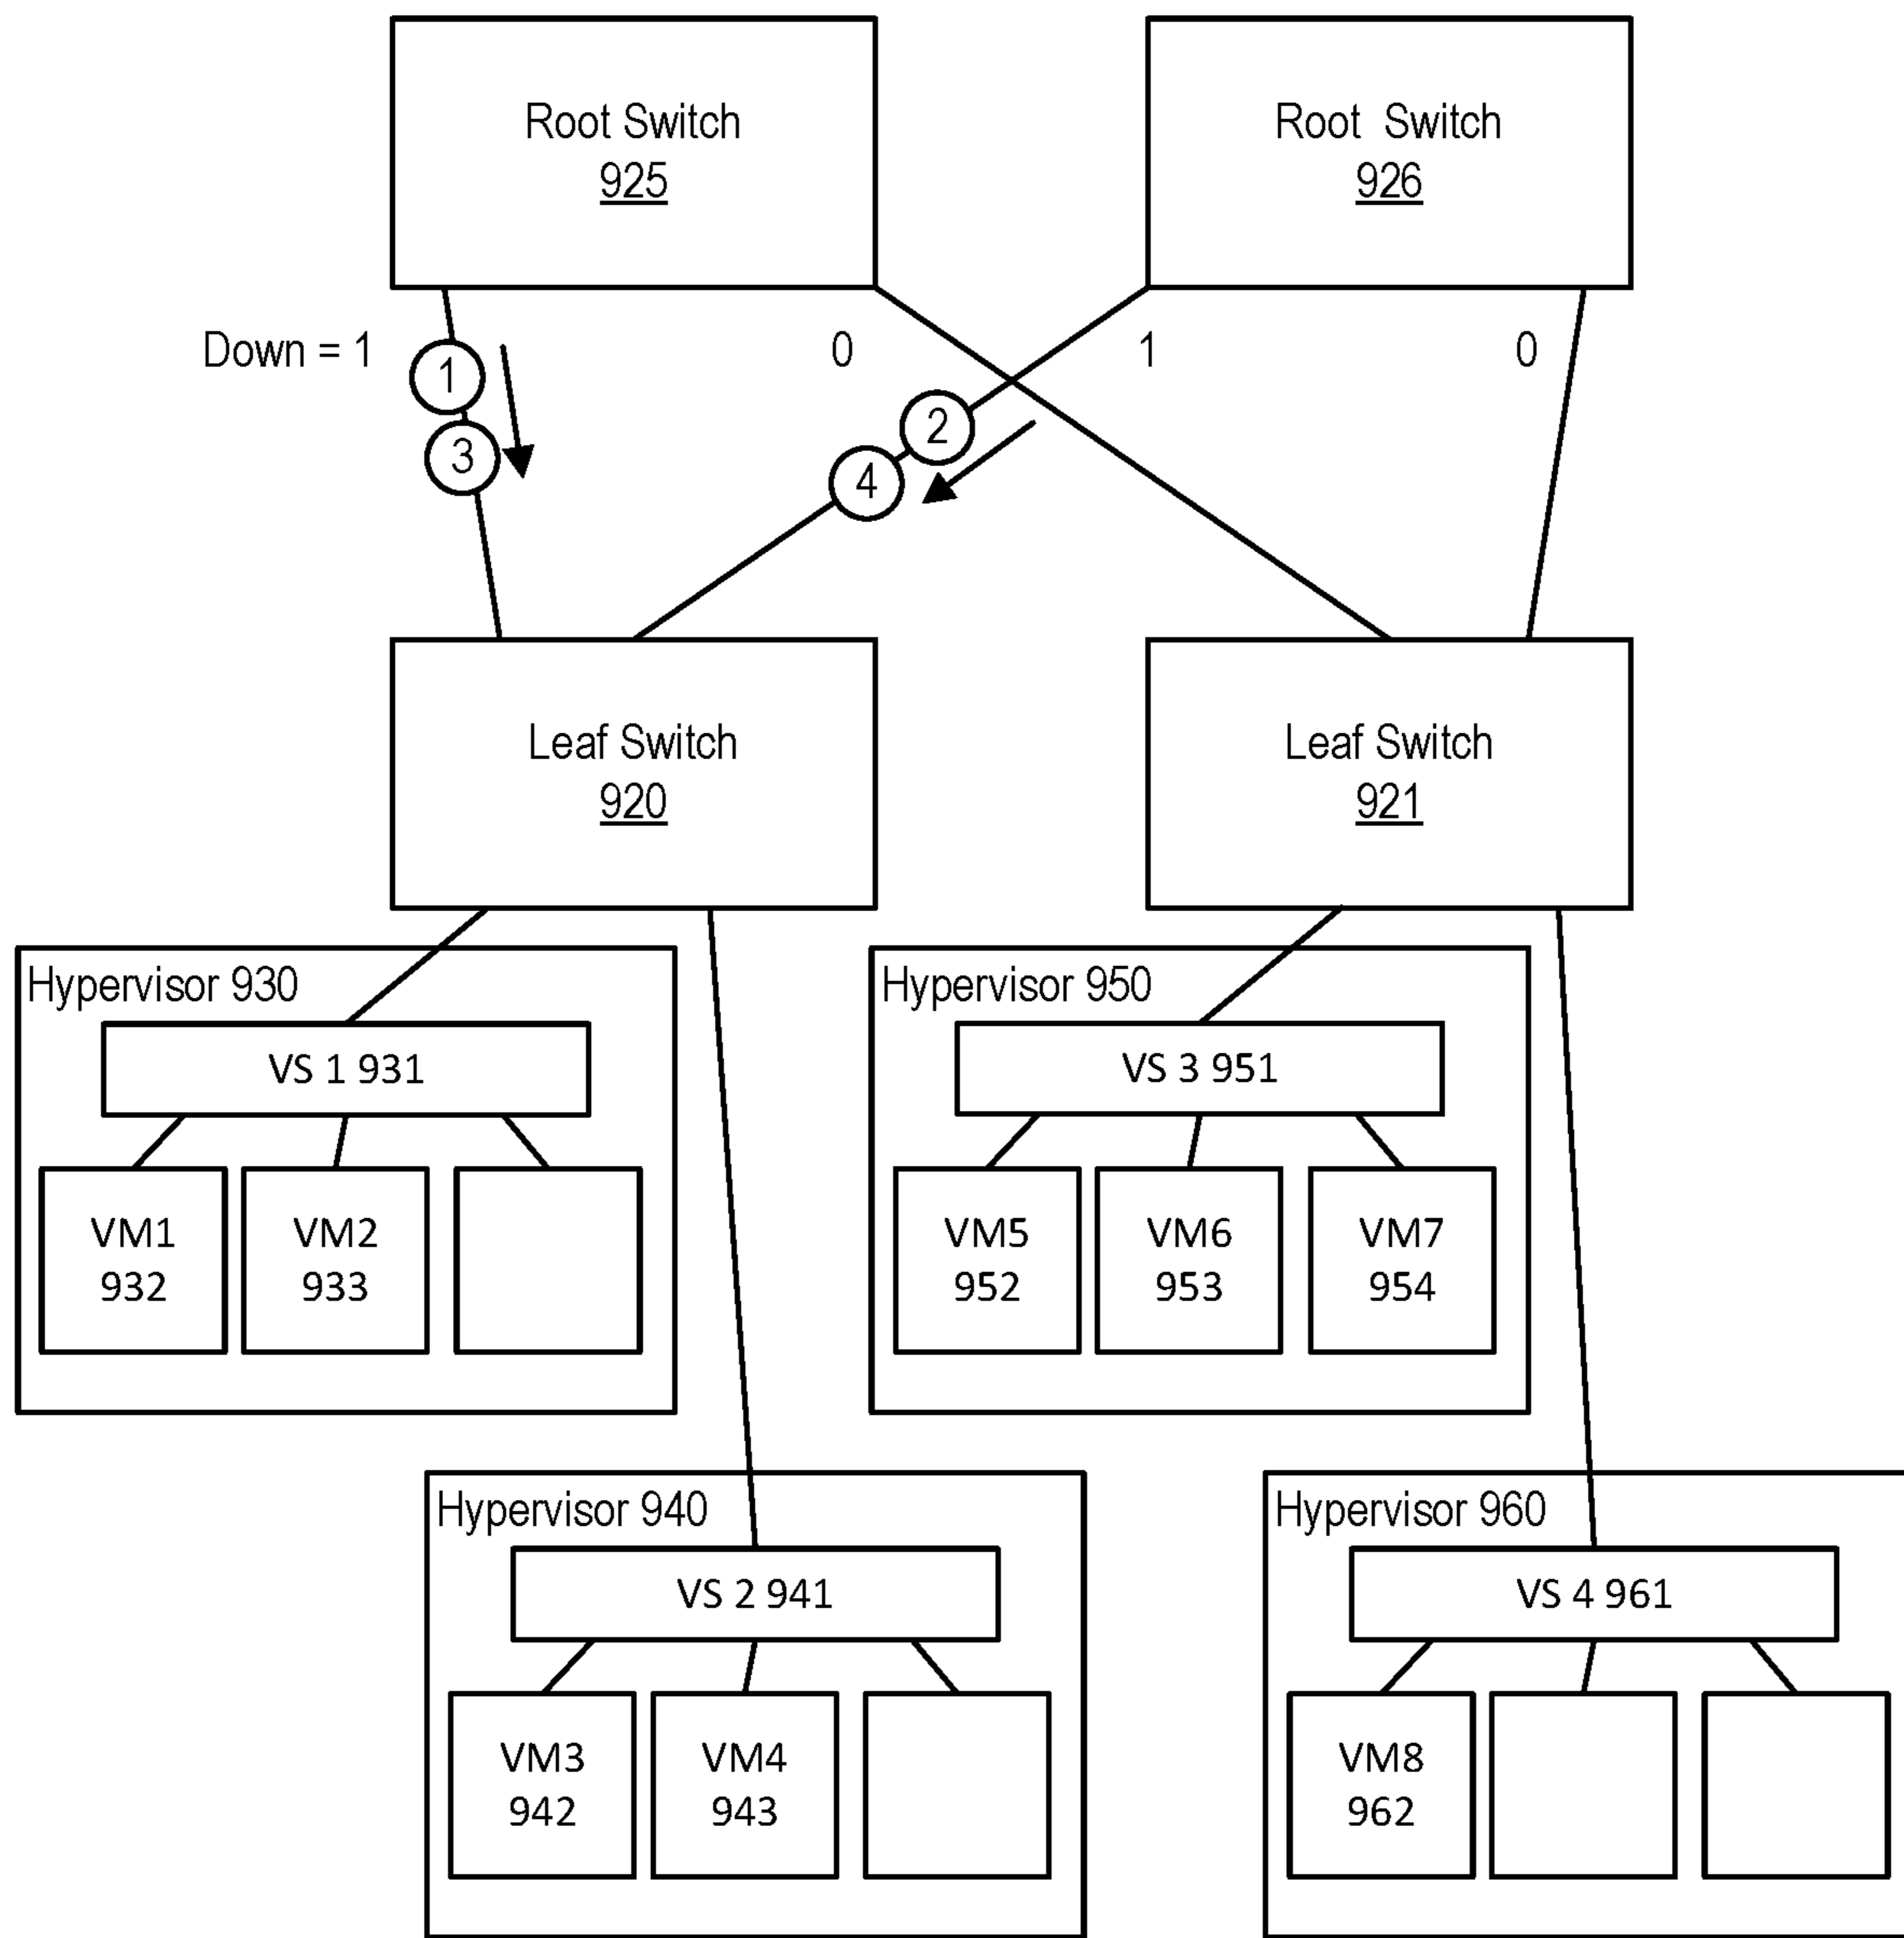 Root Switch
925
Root Switch
926
Down = 1
0
1
0
1
3
2
4
Leaf Switch
920
Leaf Switch
921
Hypervisor 930
VS 1 931
VM1
932
VM2
933
Hypervisor 950
VS 3 951
VM5
952
VM6
953
VM7
954
Hypervisor 940
VS 2 941
VM3
942
VM4
943
Hypervisor 960
VS 4 961
VM8
962